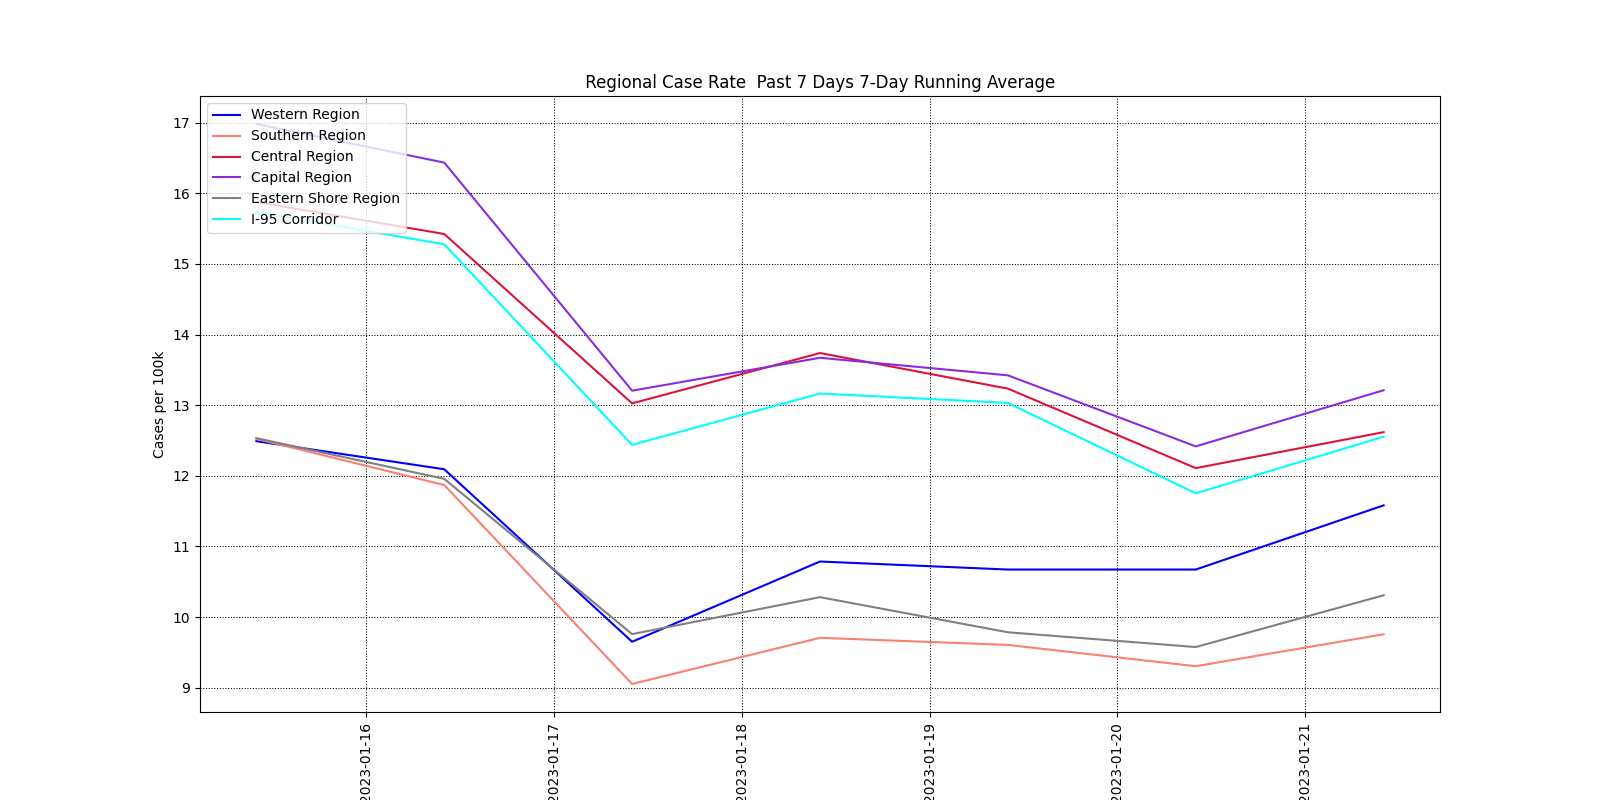 Regional Case Rate  Past 7 Days 7-Day Running Average
Western Region
Southern Region
Central Region
Capital Region
Eastern Shore Region
I-95 Corridor
Cases per 100k
17
16
15
14
13
12
11
10
9
2023-01-16
2023-01-17
2023-01-18
2023-01-19
2023-01-20
2023-01-21